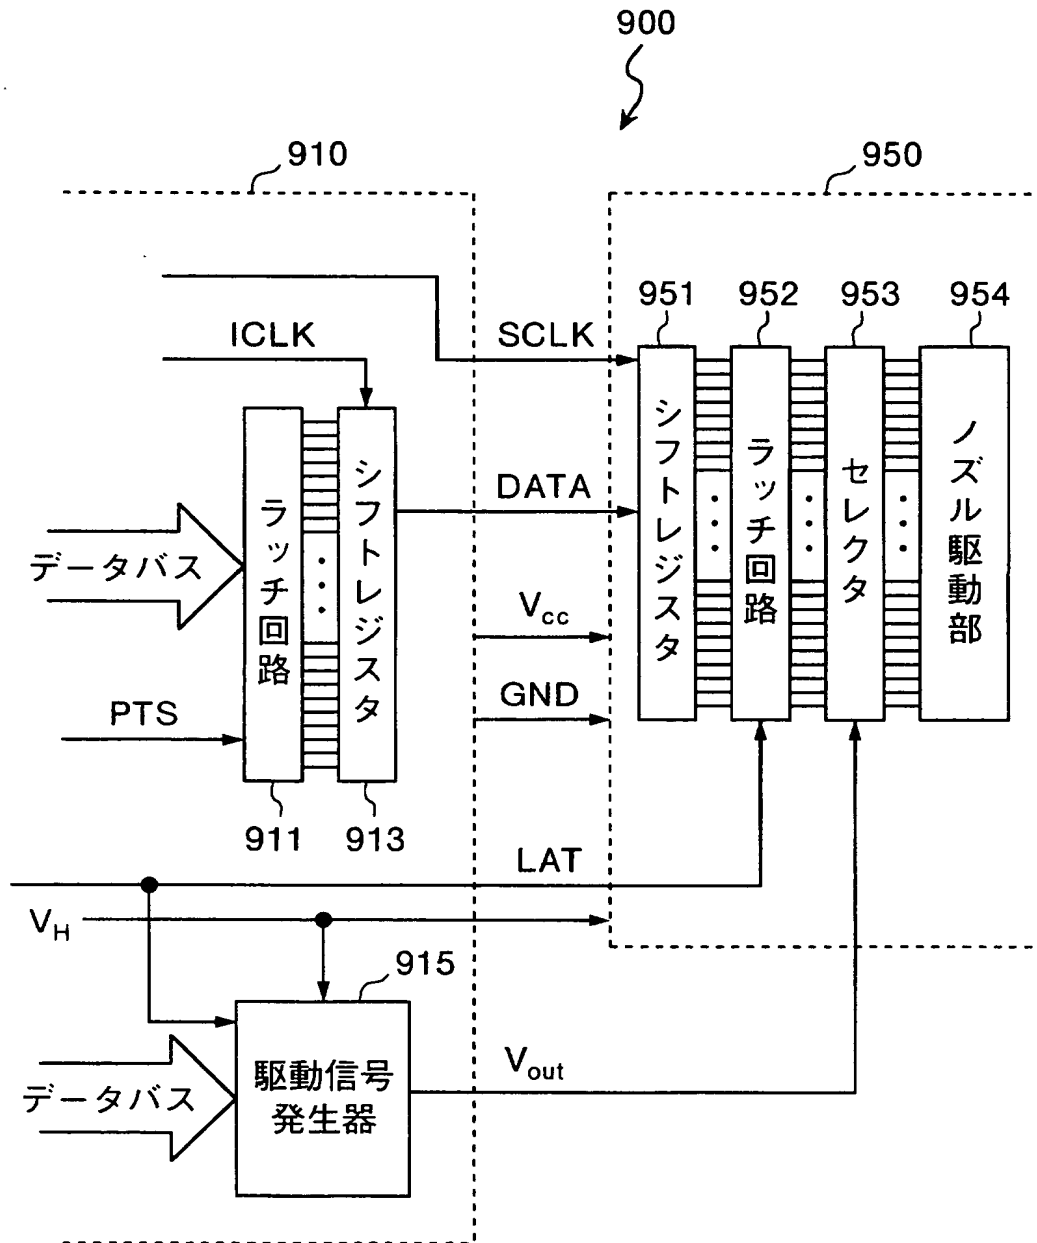 900
910
950
951
952
953
954
ICLK
SCLK
DATA
データバス
ラッチ回路
シフトレジスタ
シフトレジスタ
ラッチ回路
セレクタ
ノズル駆動部
Vcc
GND
PTS
911
913
LAT
VH
915
データバス
駆動信号
発生器
Vout